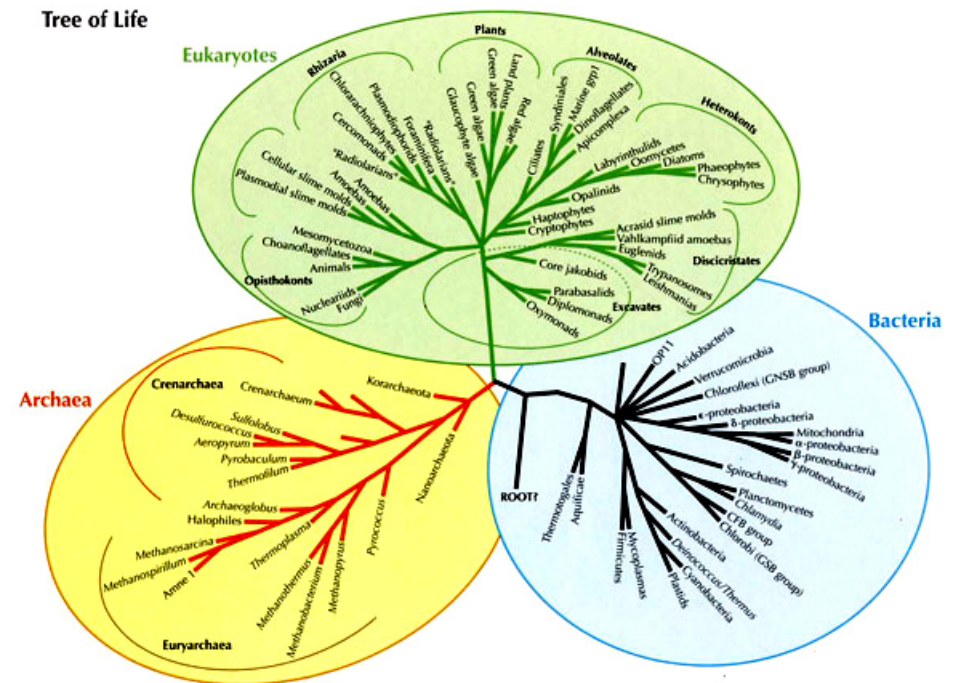 Tree of Life
Eukaryotes
Rhizaria
Plants
Alveolates
Heterokonts
Cellular slime molds
Plasmodial slime molds
Amoebas
Amoebas
"Radiolarians"
Cercomonads
Chlorarachniophytes
Plasmodiophorids
Foraminifera
"Radiolarians"
Glaucophyte algae
Green algae
Green algae
Land plants
Red algae
Ciliates
Syndiniales
Marine grp1
Dinoflagellates
Apicomplexa
Labyrinthulids
Oomycetes
Diatoms
Phaeophytes
Chrysophytes
Opalinids
Haptophytes
Cryptophytes
Acrasid slime molds
Vahlkampfiid amoebas
Euglenids
Trypanosomes
Leishmanias
Discicristates
Core jakobids
Parabasalids
Diplomonads
Oxymonads
Excavates
Mesomycetozoa
Choanoflagellates
Animals
Opisthokonts
Nucleariids
Fungi
Archaea
Crenarchaea
Crenarchaeum
Korarchaeota
Sulfolobus
Desulfurococcus
Aeropyrum
Pyrobaculum
Thermofilum
Nanoarchaeota
Archaeoglobus
Halophiles
Methanosarcina
Methanospirillum
Amne 1
Thermoplasma
Methanothermus
Methanobacterium
Methanopyrus
Pyrococcus
Euryarchaea
Bacteria
ROOT?
Thermotogales
Aquificae
OP11
Acidobacteria
Verrucomicrobia
Chloroflexi (GNSB group)
ϵ-proteobacteria
δ-proteobacteria
Mitochondria
α-proteobacteria
β-proteobacteria
γ-proteobacteria
Spirochaetes
Planctomycetes
Chlamydia
CFB group
Chlorobi (GSB group)
Actinobacteria
Deinococcus/Thermus
Cyanobacteria
Plastids
Mycoplasmas
Firmicutes